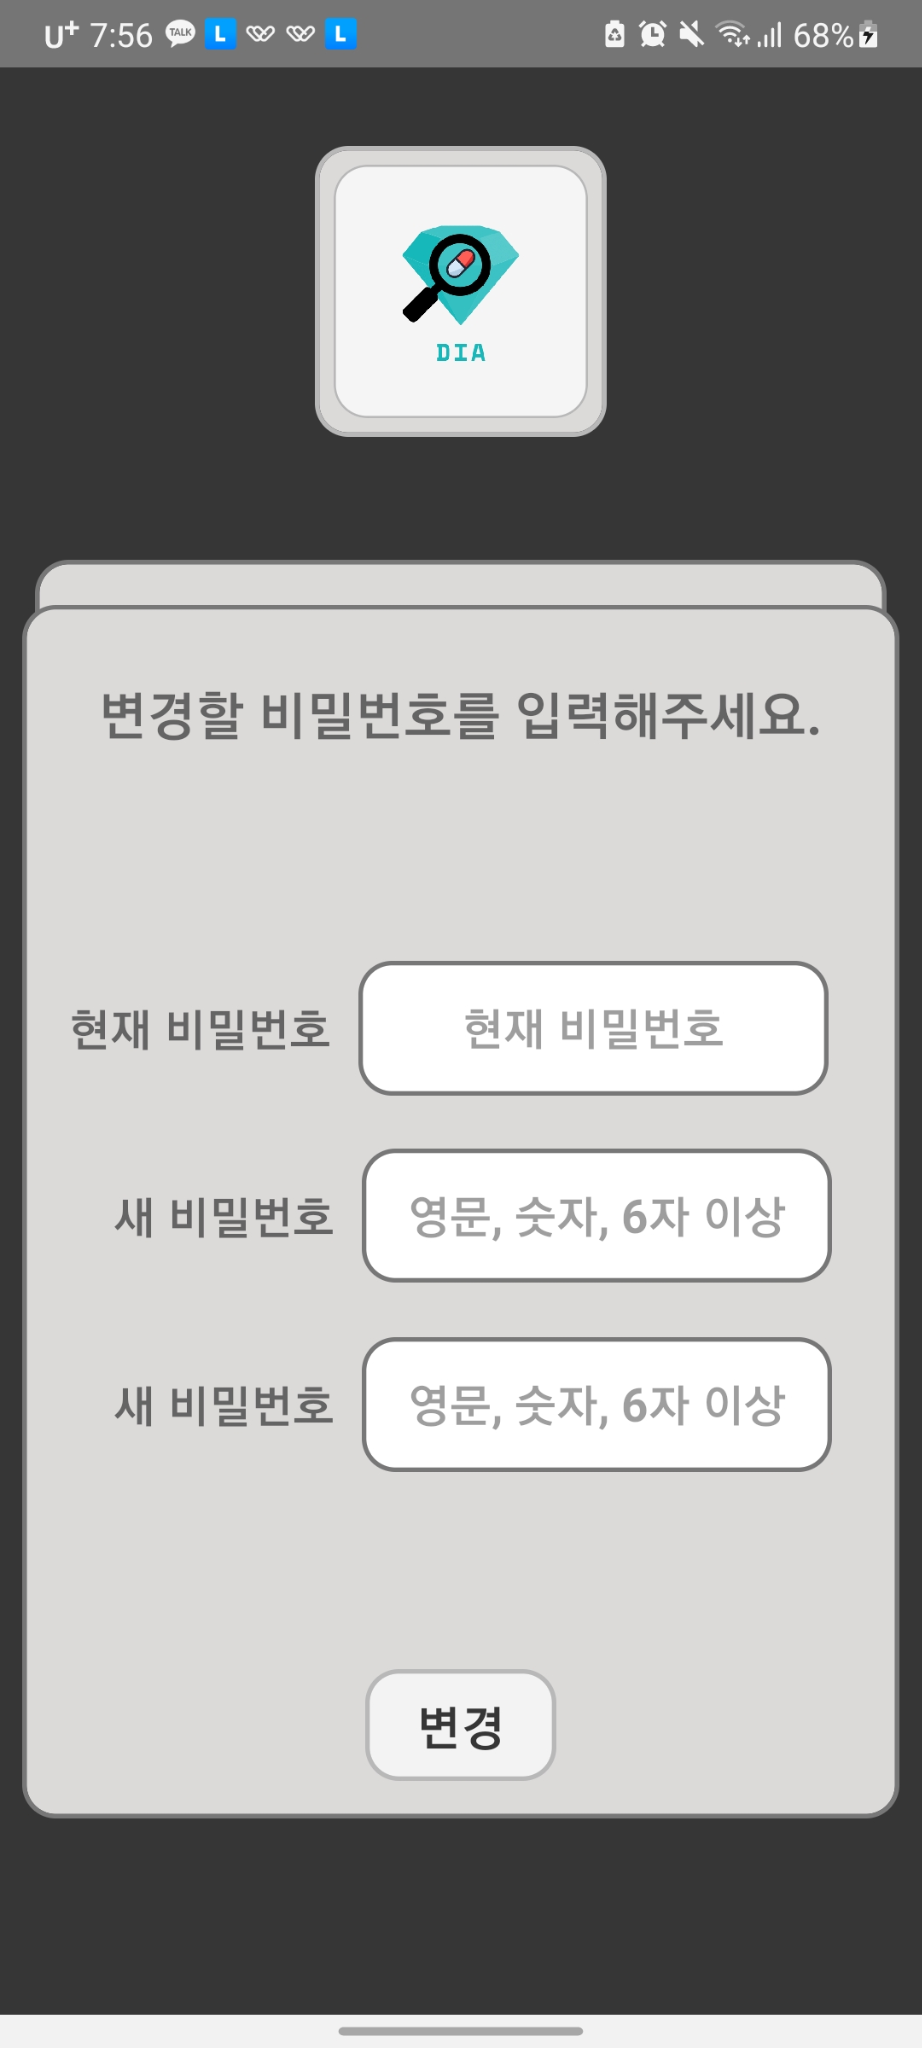 U+ 7:56 TALK L L 68%
DIA
변경할 비밀번호를 입력해주세요.
현재 비밀번호 현재 비밀번호
새 비밀번호 영문, 숫자, 6자 이상
새 비밀번호 영문, 숫자, 6자 이상
변경